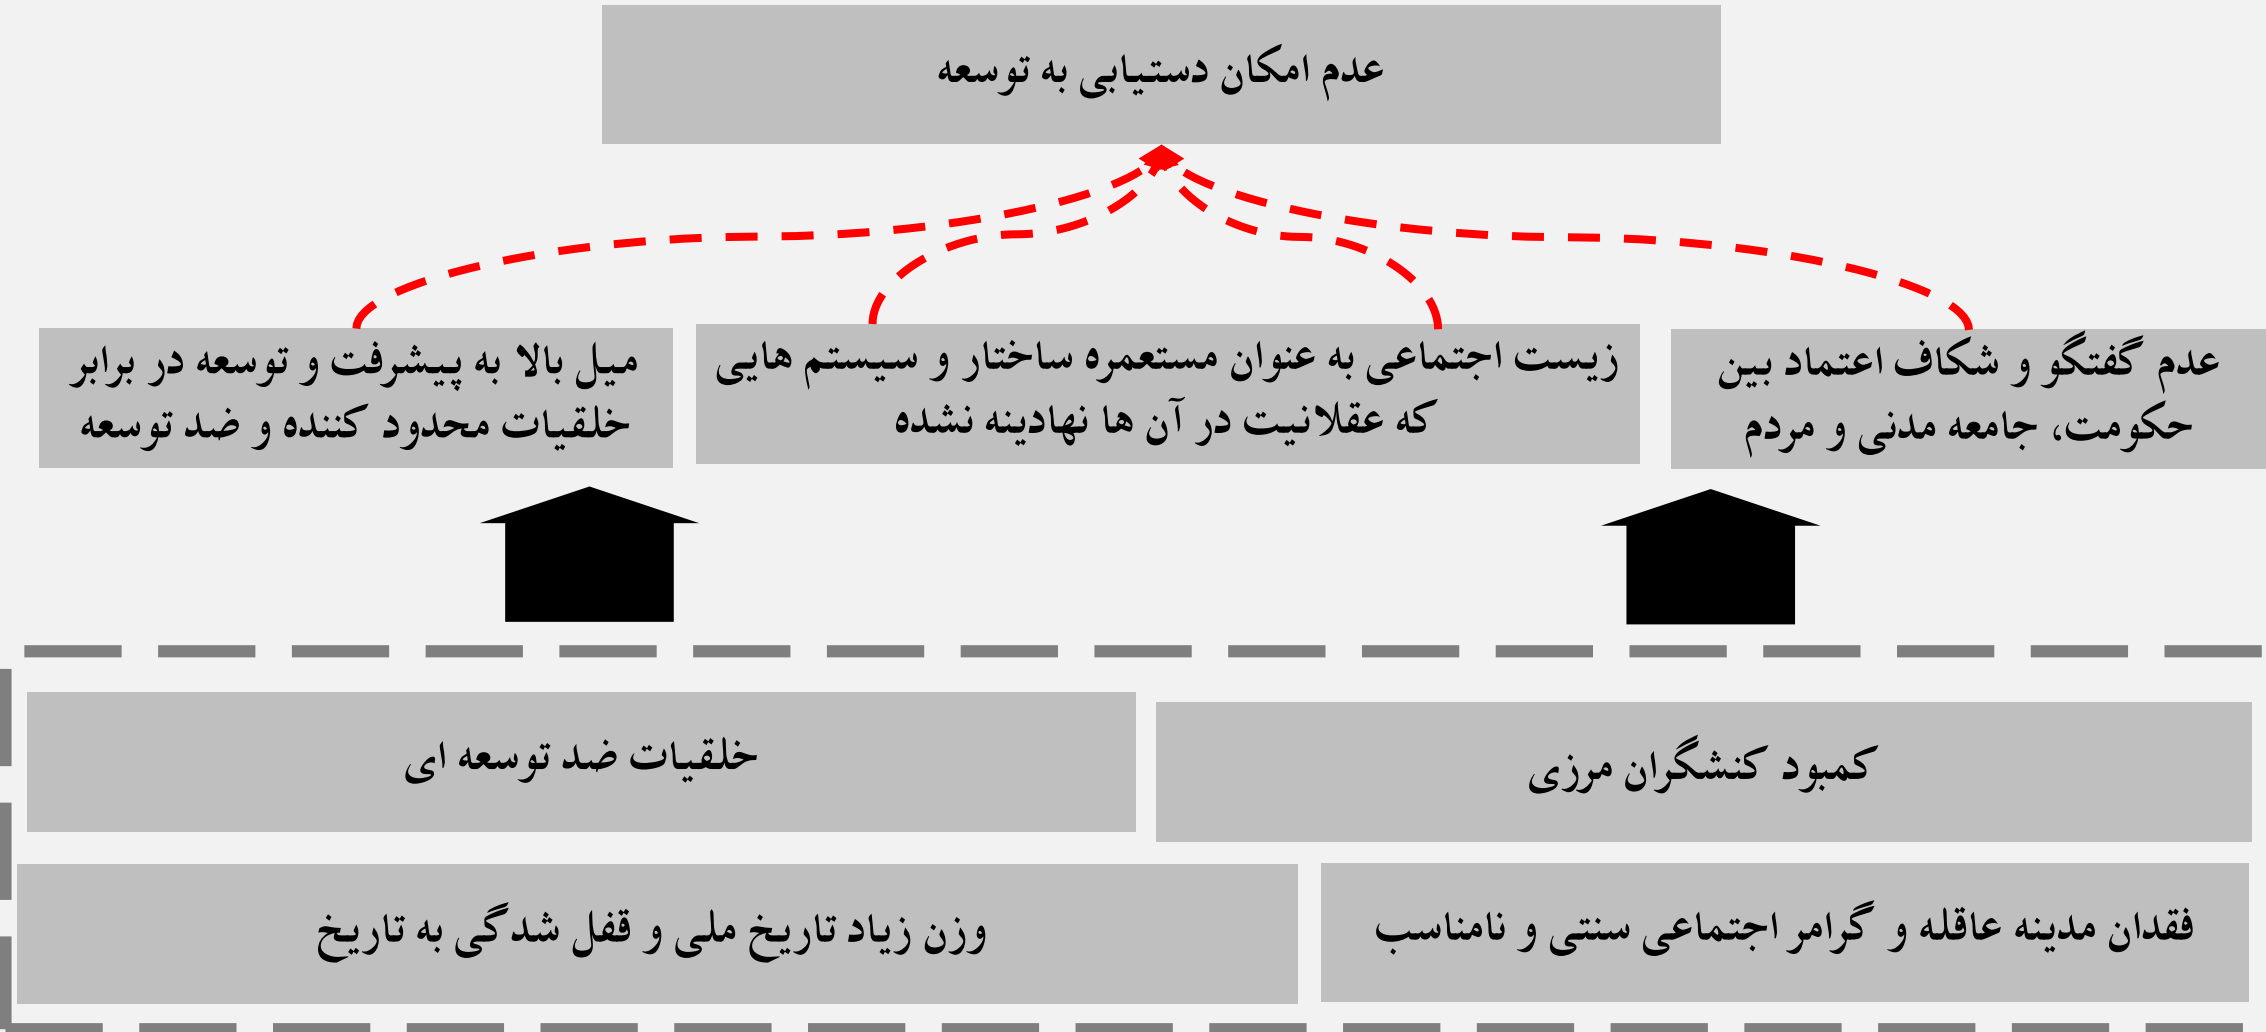 عدم امکان دستیابی به توسعه
عدم گفتگو و شکاف اعتماد بین
حکومت، جامعه مدنی و مردم
زیست اجتماعی به عنوان مستعمره ساختار و سیستم هایی
که عقلانیت در آن ها نهادینه نشده
میل بالا به پیشرفت و توسعه در برابر
خلقیات محدود کننده و ضد توسعه
کمبود کنشگران مرزی
خلقیات ضد توسعه ای
فقدان مدینه عاقله و گرامر اجتماعی سنتی و نامناسب
وزن زیاد تاریخ ملی و قفل شدگی به تاریخ